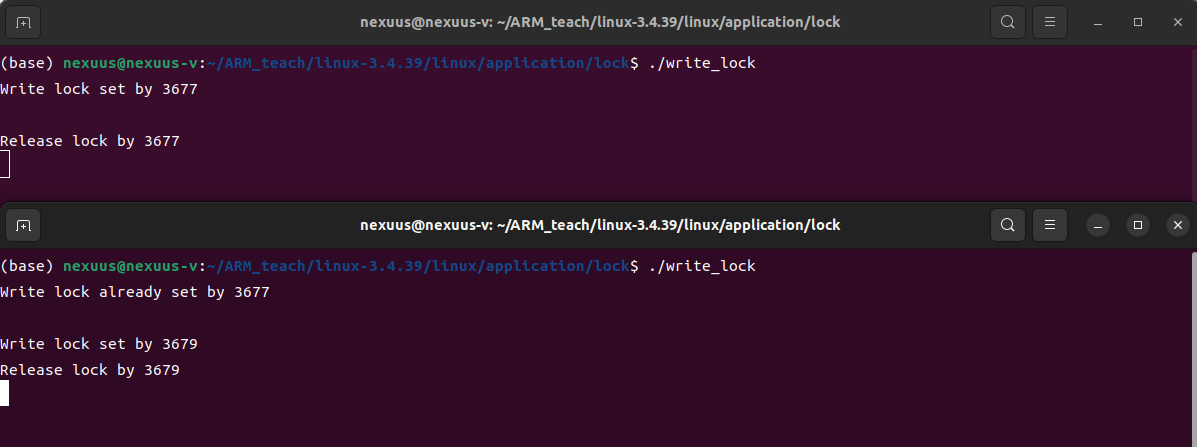 nexuus@nexuus-v: ~/ARM_teach/linux-3.4.39/linux/application/lock
(base) nexuus@nexuus-v:~/ARM_teach/linux-3.4.39/linux/application/lock$ ./write_lock
Write lock set by 3677
Release lock by 3677
nexuus@nexuus-v: ~/ARM_teach/linux-3.4.39/linux/application/lock
(base) nexuus@nexuus-v:~/ARM_teach/linux-3.4.39/linux/application/lock$ ./write_lock
Write lock already set by 3677
Write lock set by 3679
Release lock by 3679